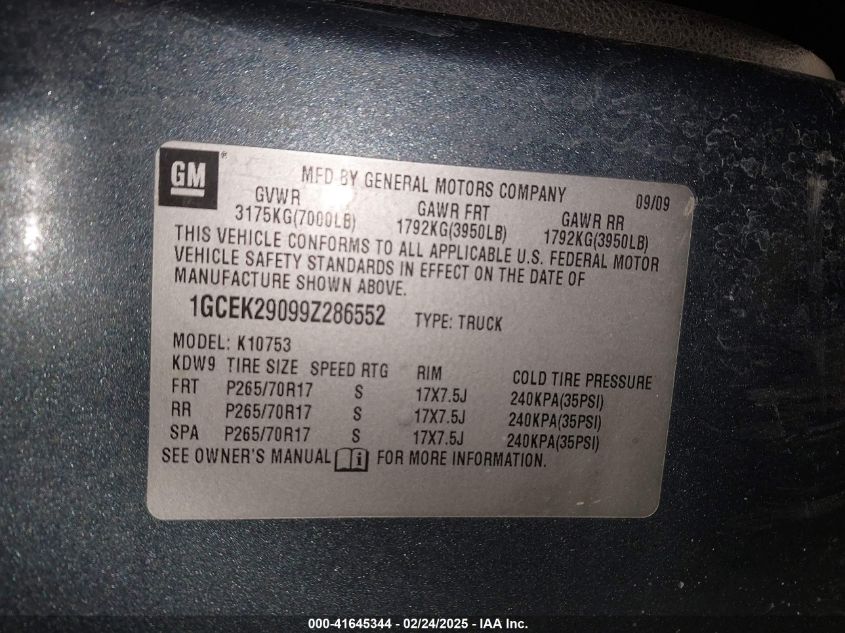 GM
MFD BY GENERAL MOTORS COMPANY 09/09
GVWR GAWR FRT GAWR RR
3175KG(7000LB) 1792KG(3950LB) 1792KG(3950LB)
THIS VEHICLE CONFORMS TO ALL APPLICABLE U.S. FEDERAL MOTOR
VEHICLE SAFETY STANDARDS IN EFFECT ON THE DATE OF
MANUFACTURE SHOWN ABOVE.
1GCEK29099Z286552 TYPE: TRUCK
MODEL: K10753
KDW9 TIRE SIZE SPEED RTG RIM COLD TIRE PRESSURE
FRT P265/70R17 S 17X7.5J 240KPA(35PSI)
RR P265/70R17 S 17X7.5J 240KPA(35PSI)
SPA P265/70R17 S 17X7.5J 240KPA(35PSI)
SEE OWNER'S MANUAL FOR MORE INFORMATION.
000-41645344 / 02/24/2025 - IAA Inc.